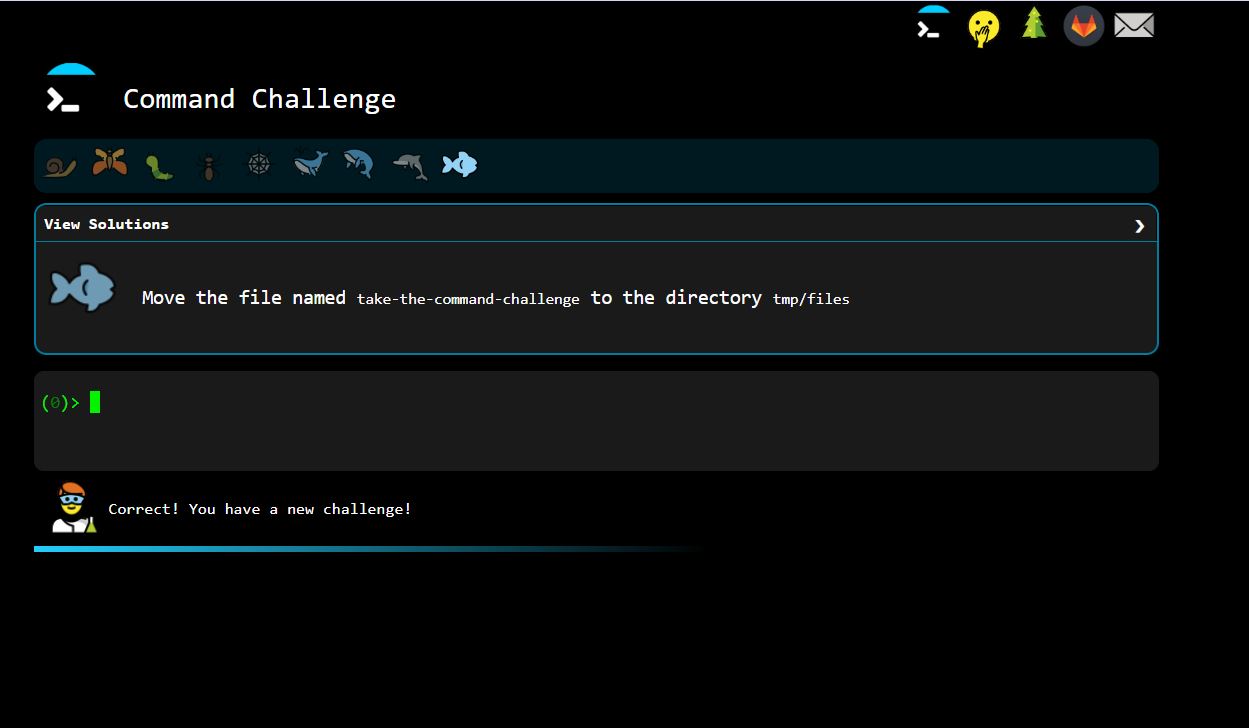 Command Challenge
View Solutions
Move the file named take-the-command-challenge to the directory tmp/files
(0)>
Correct! You have a new challenge!